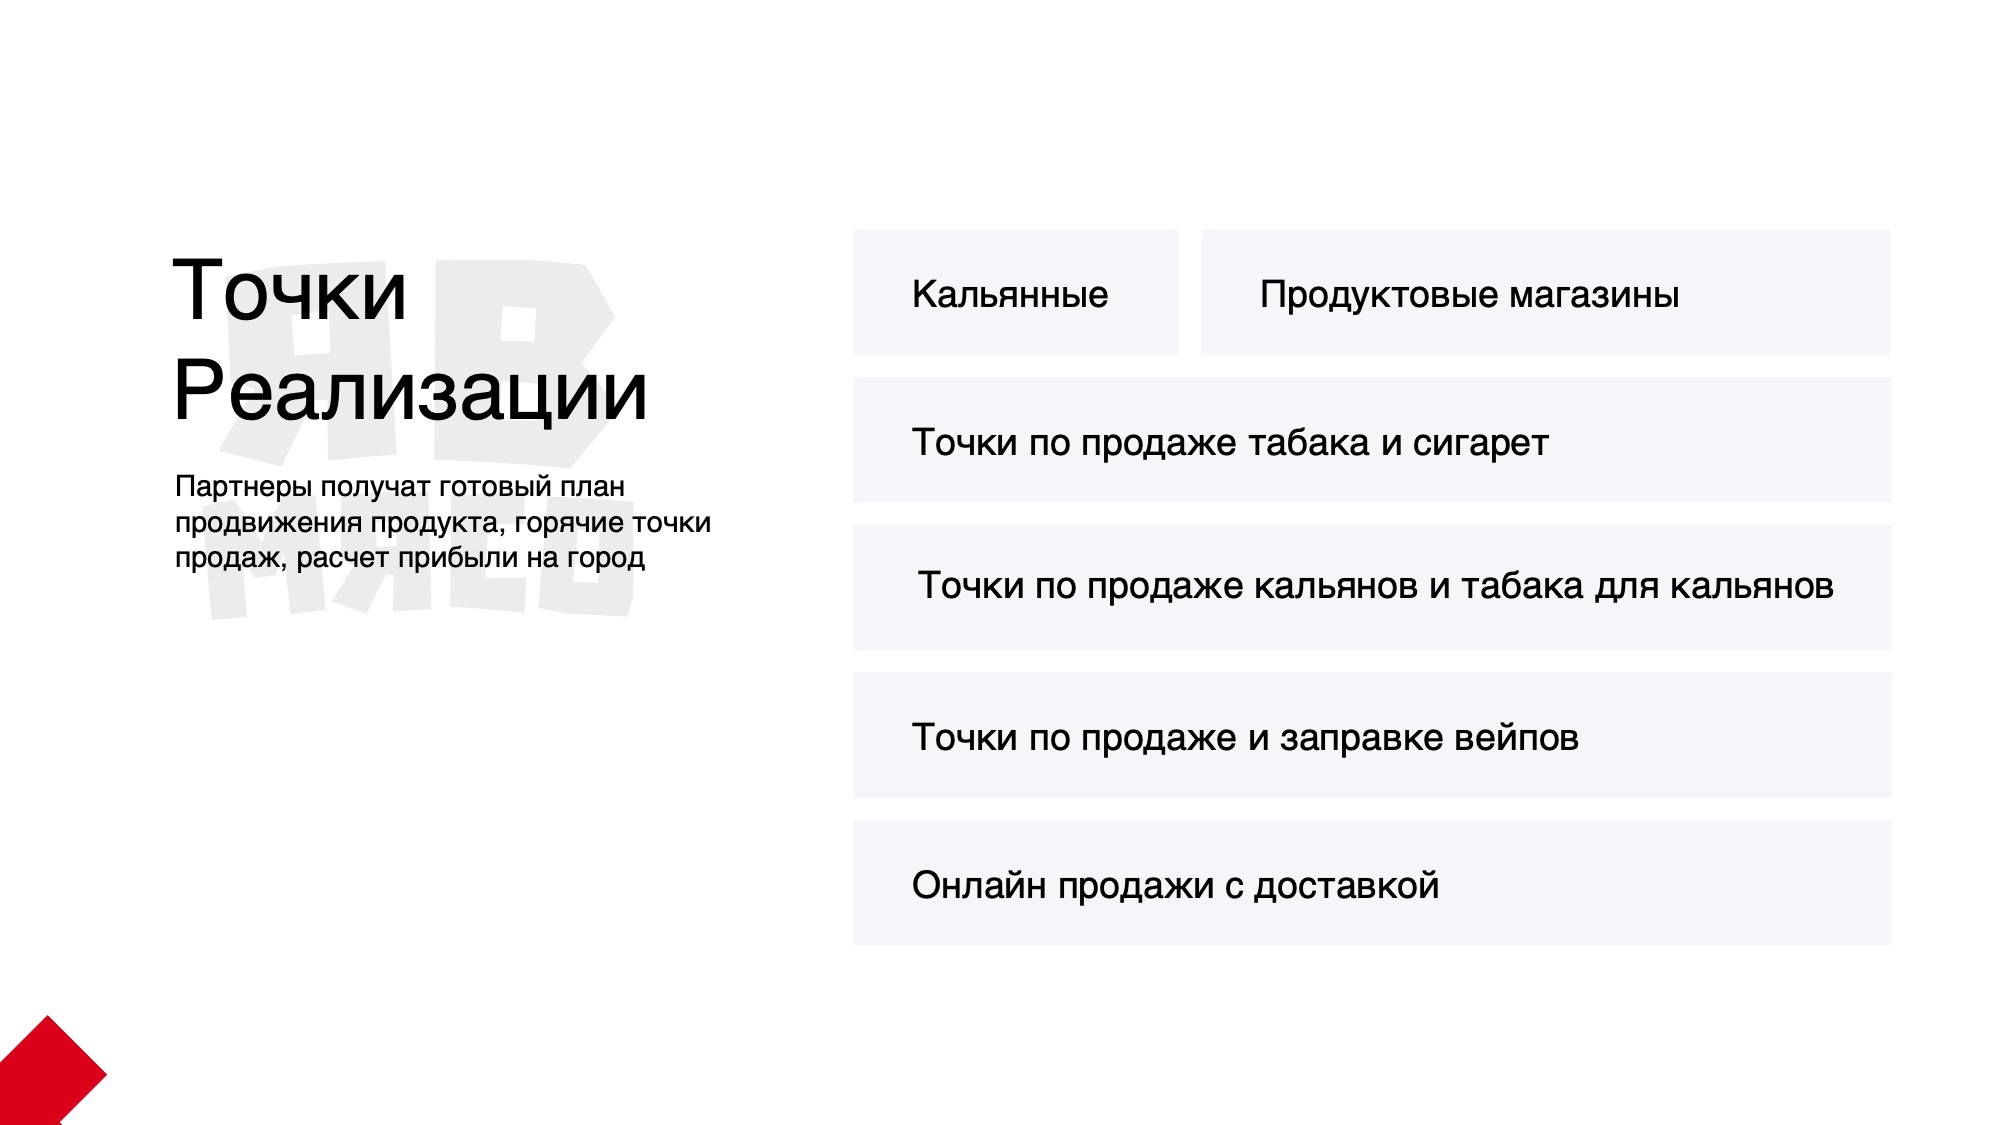 Точки
Реализации
Партнеры получат готовый план
продвижения продукта, горячие точки
продаж, расчет прибыли на город
ЯВ
МЯСО
Кальянные
Продуктовые магазины
Точки по продаже табака и сигарет
Точки по продаже кальянов и табака для кальянов
Точки по продаже и заправке вейпов
Онлайн продажи с доставкой